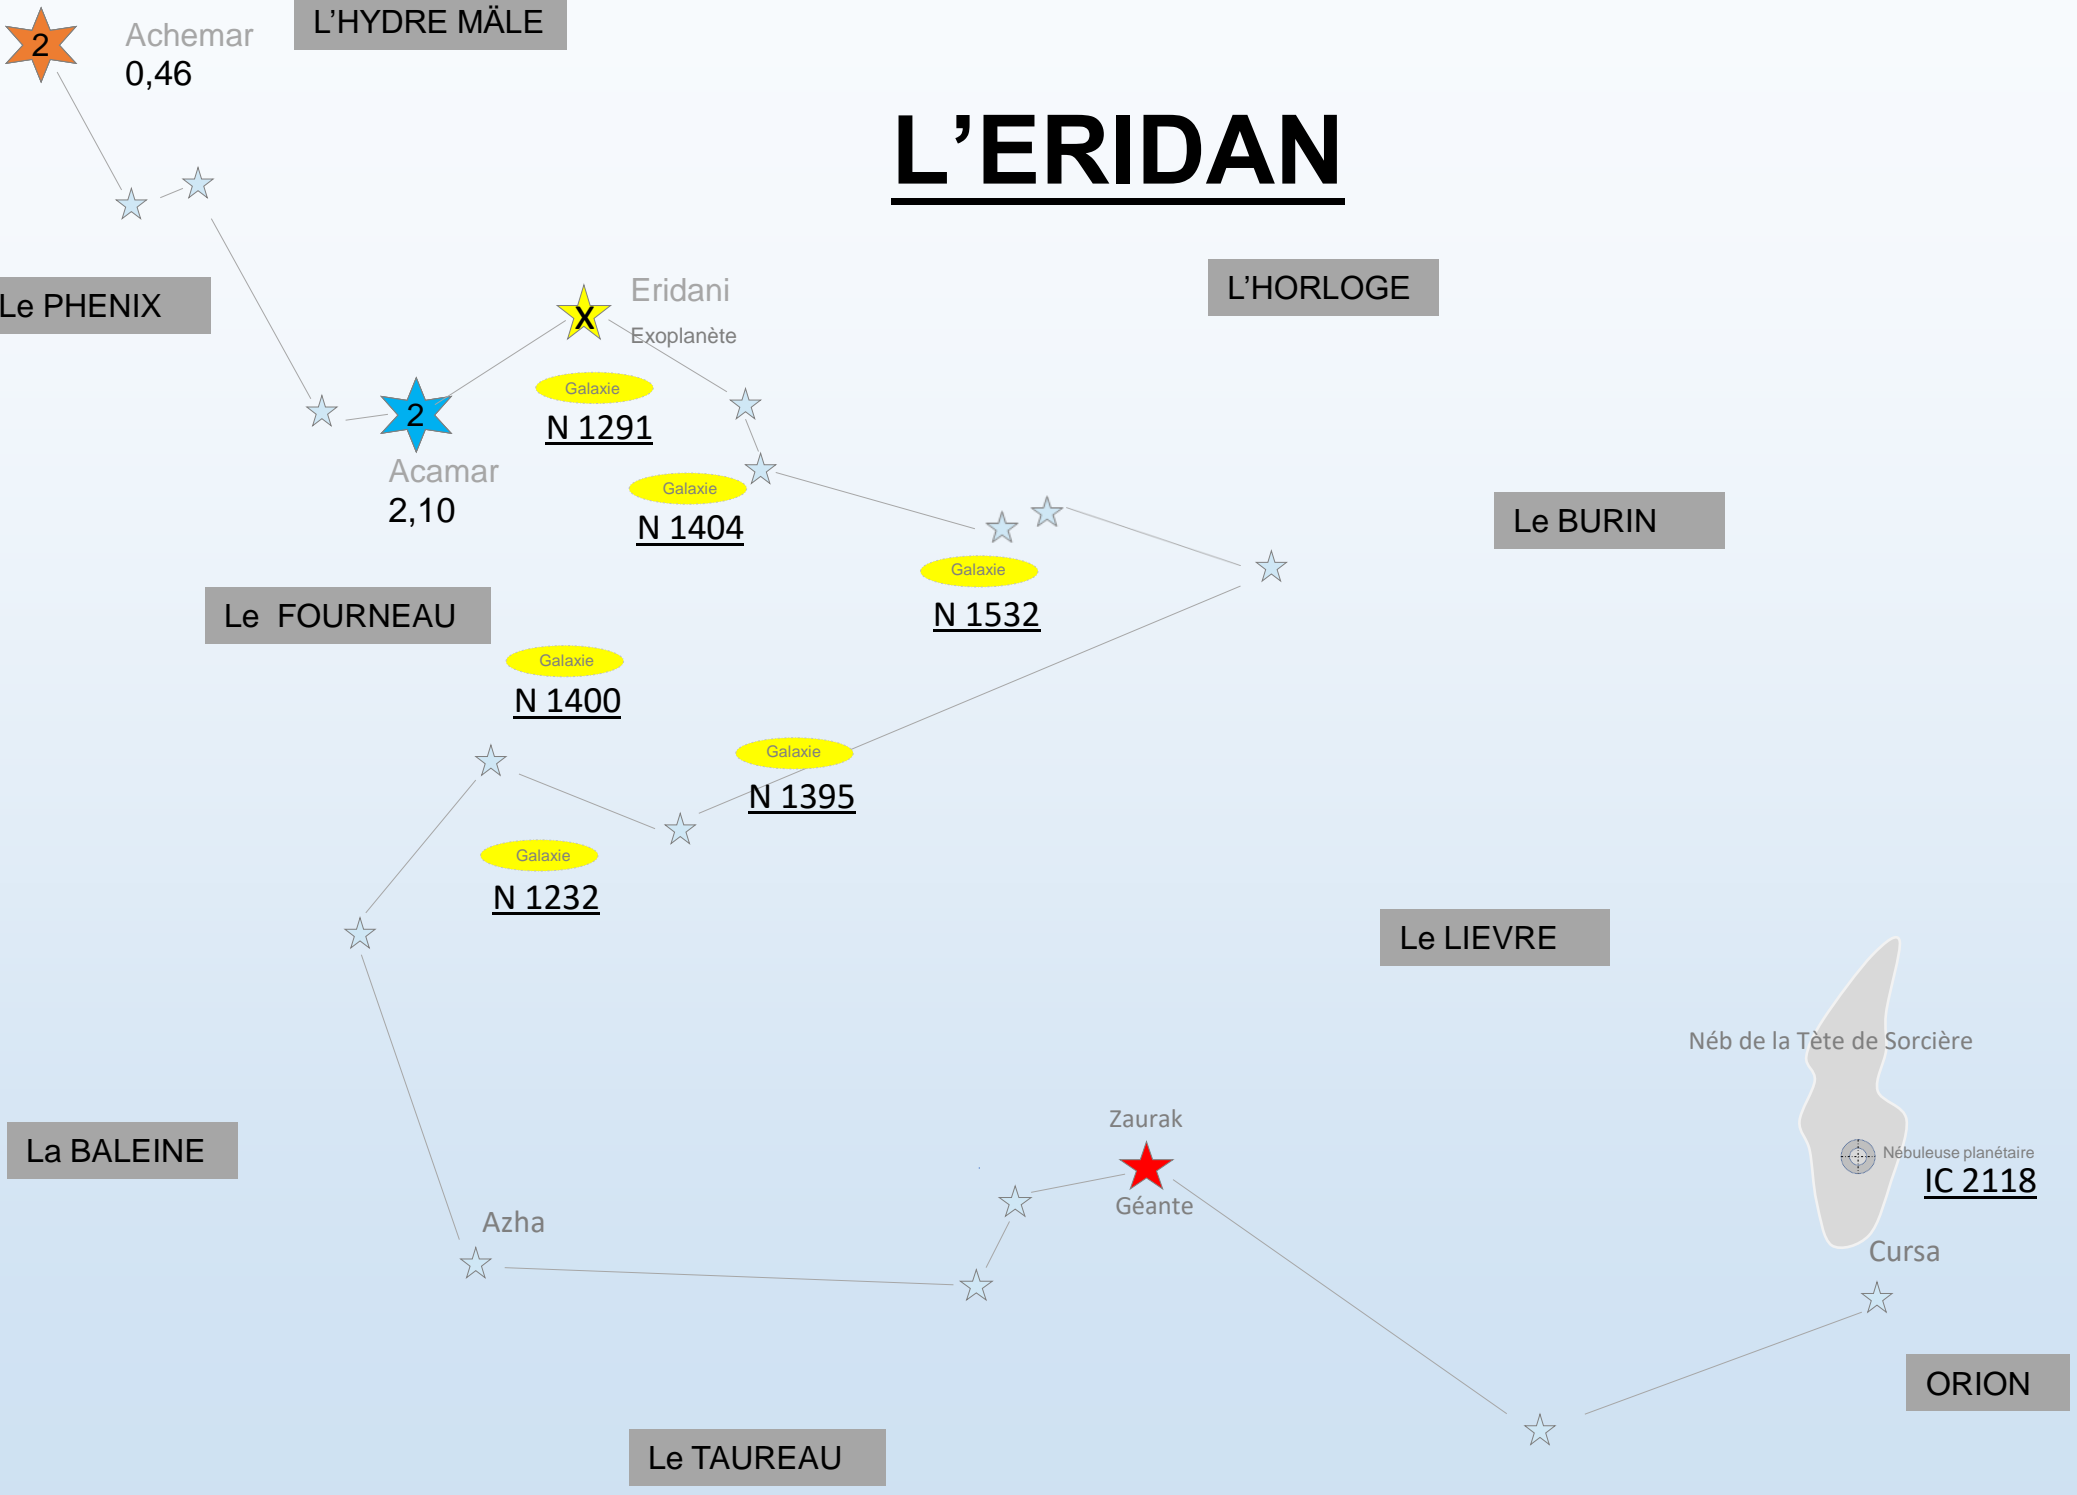 L'HYDRE MÄLE
2
Achemar
0,46
L'ERIDAN
Le PHENIX
X
Eridani
Exoplanète
L'HORLOGE
Galaxie
N 1291
2
Acamar
2,10
Galaxie
N 1404
Le BURIN
Galaxie
N 1532
Le FOURNEAU
Galaxie
N 1400
Galaxie
N 1395
Galaxie
N 1232
Le LIEVRE
Néb de la Tète de Sorcière
La BALEINE
Zaurak
Géante
Nébuleuse planétaire
IC 2118
Azha
Cursa
ORION
Le TAUREAU